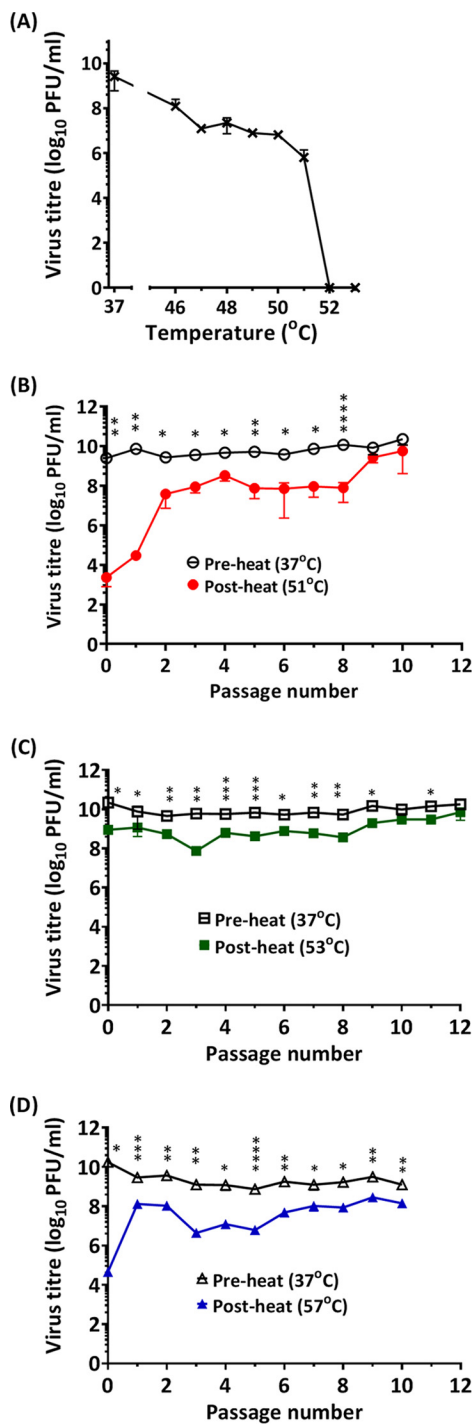 (A)
Virus titre (log10 PFU/ml)
10
8
6
4
2
0
37 46 48 50 52
Temperature (°C)
(B)
** ** * * * ** * * ****
Virus titre (log10 PFU/ml)
12
10
8
6
4
2
0
Pre-heat (37°C)
Post-heat (51°C)
0 2 4 6 8 10 12
Passage number
(C)
* * ** ** *** *** * ** ** * *
Virus titre (log10 PFU/ml)
12
10
8
6
4
2
0
Pre-heat (37°C)
Post-heat (53°C)
0 2 4 6 8 10 12
Passage number
(D)
* *** ** ** * **** ** * * ** **
Virus titre (log10 PFU/ml)
12
10
8
6
4
2
0
Pre-heat (37°C)
Post-heat (57°C)
0 2 4 6 8 10 12
Passage number